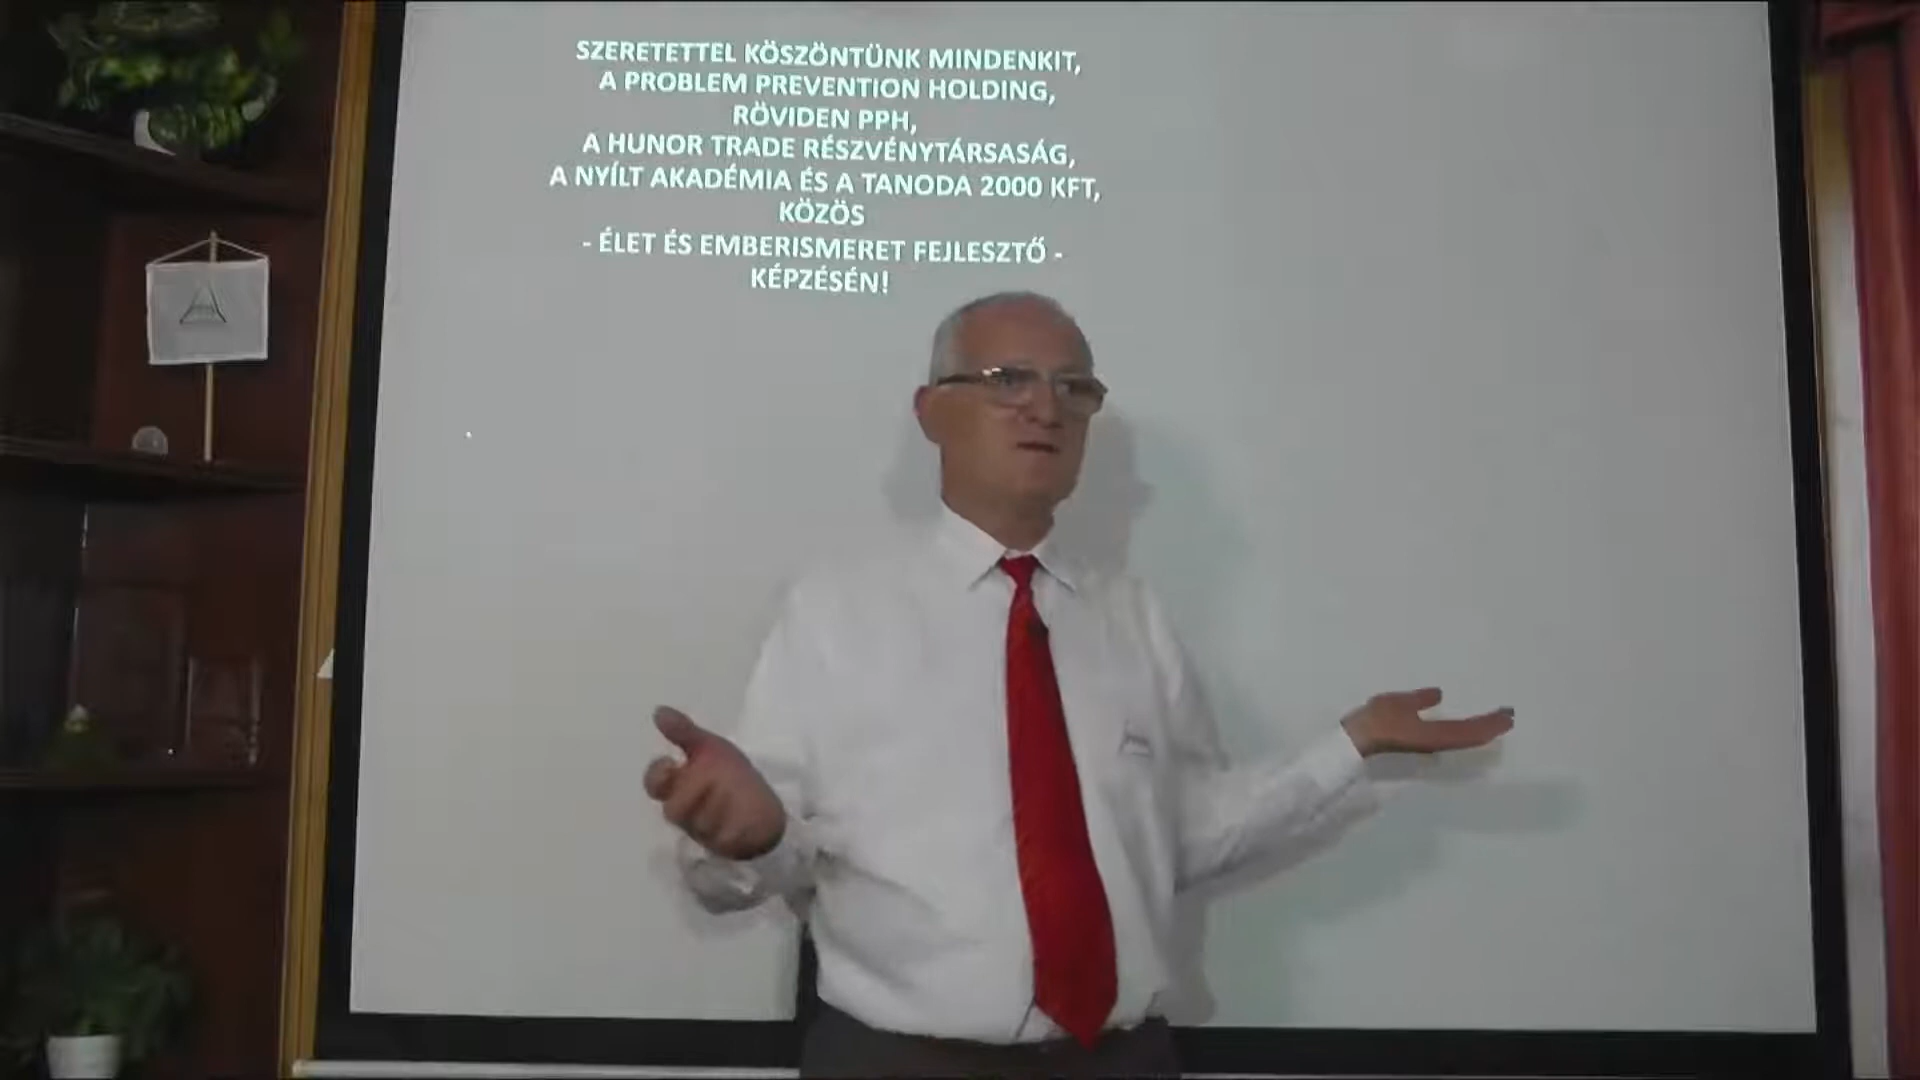 SZERETETTEL KÖSZÖNTÜNK MINDENKIT,
A PROBLEM PREVENTION HOLDING,
RÖVIDEN PPH,
A HUNOR TRADE RÉSZVÉNYTÁRSASÁG,
A NYÍLT AKADÉMIA ÉS A TANODA 2000 KFT,
KÖZÖS
- ÉLET ÉS EMBERISMERET FEJLESZTŐ -
KÉPZÉSÉN!